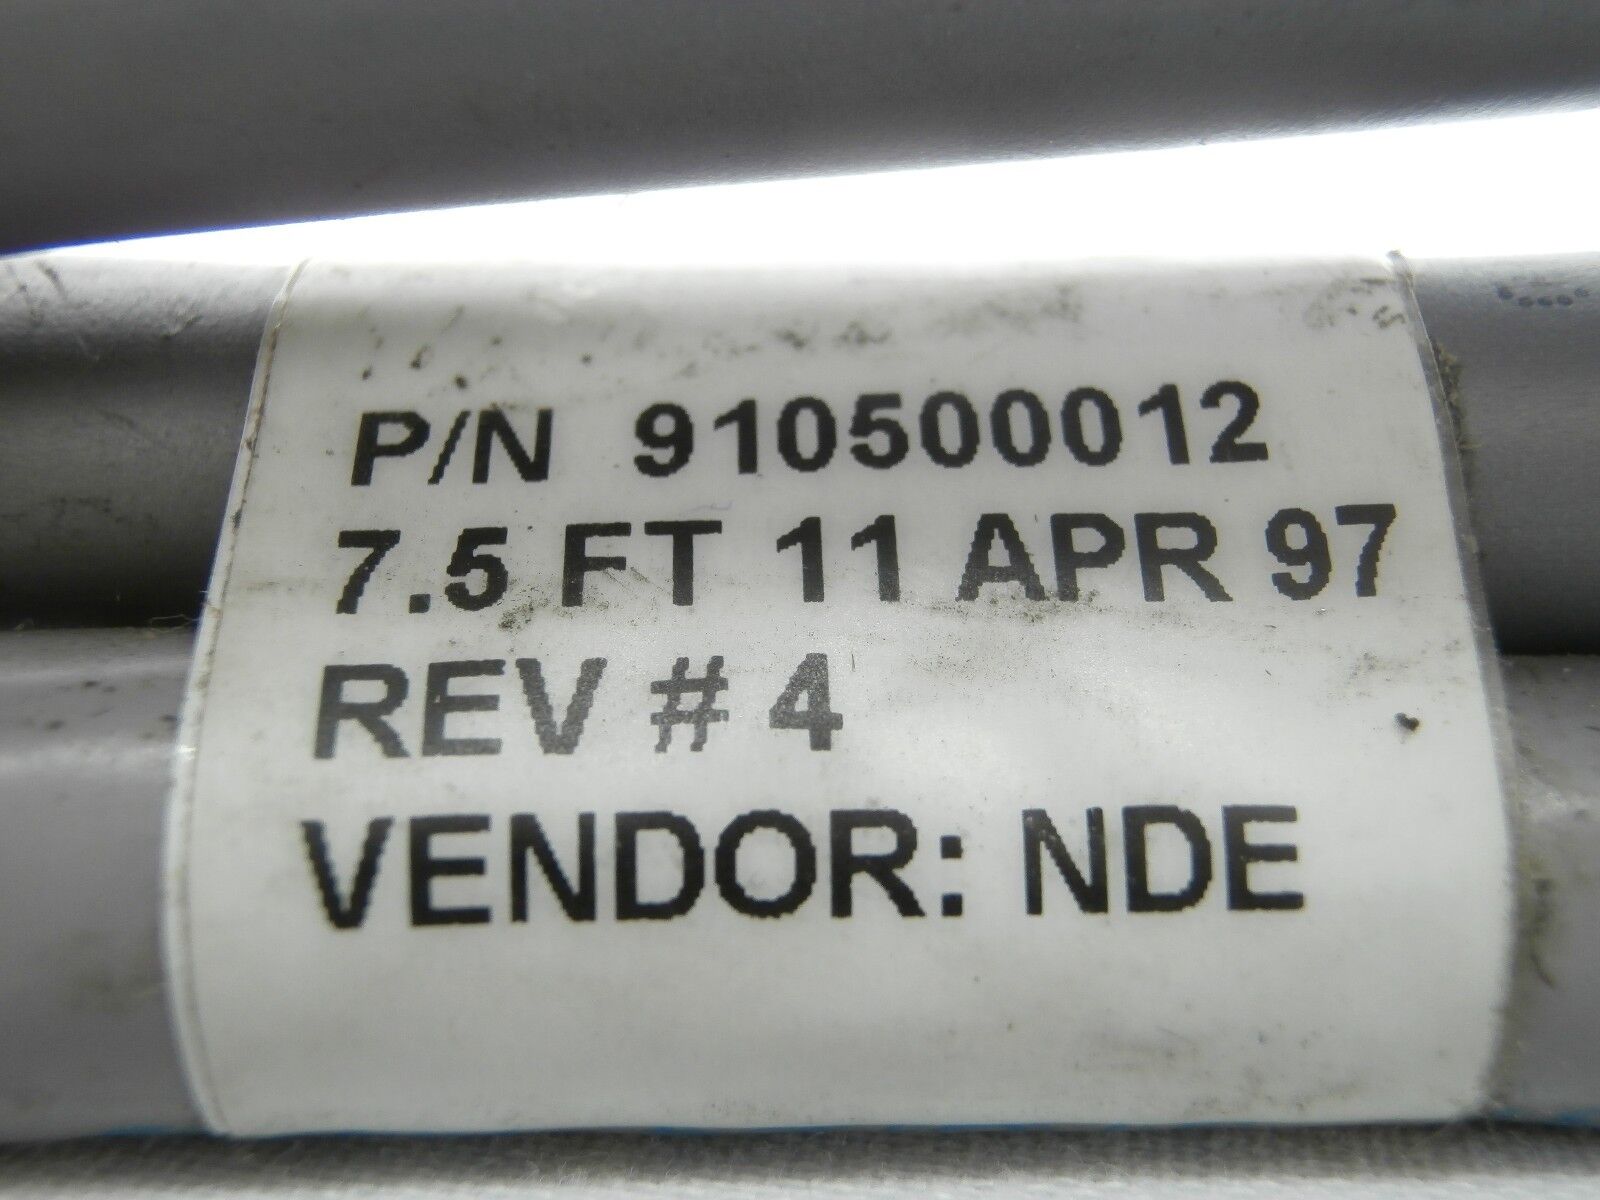 P/N 910500012
7.5 FT 11 APR 97
REV # 4
VENDOR: NDE